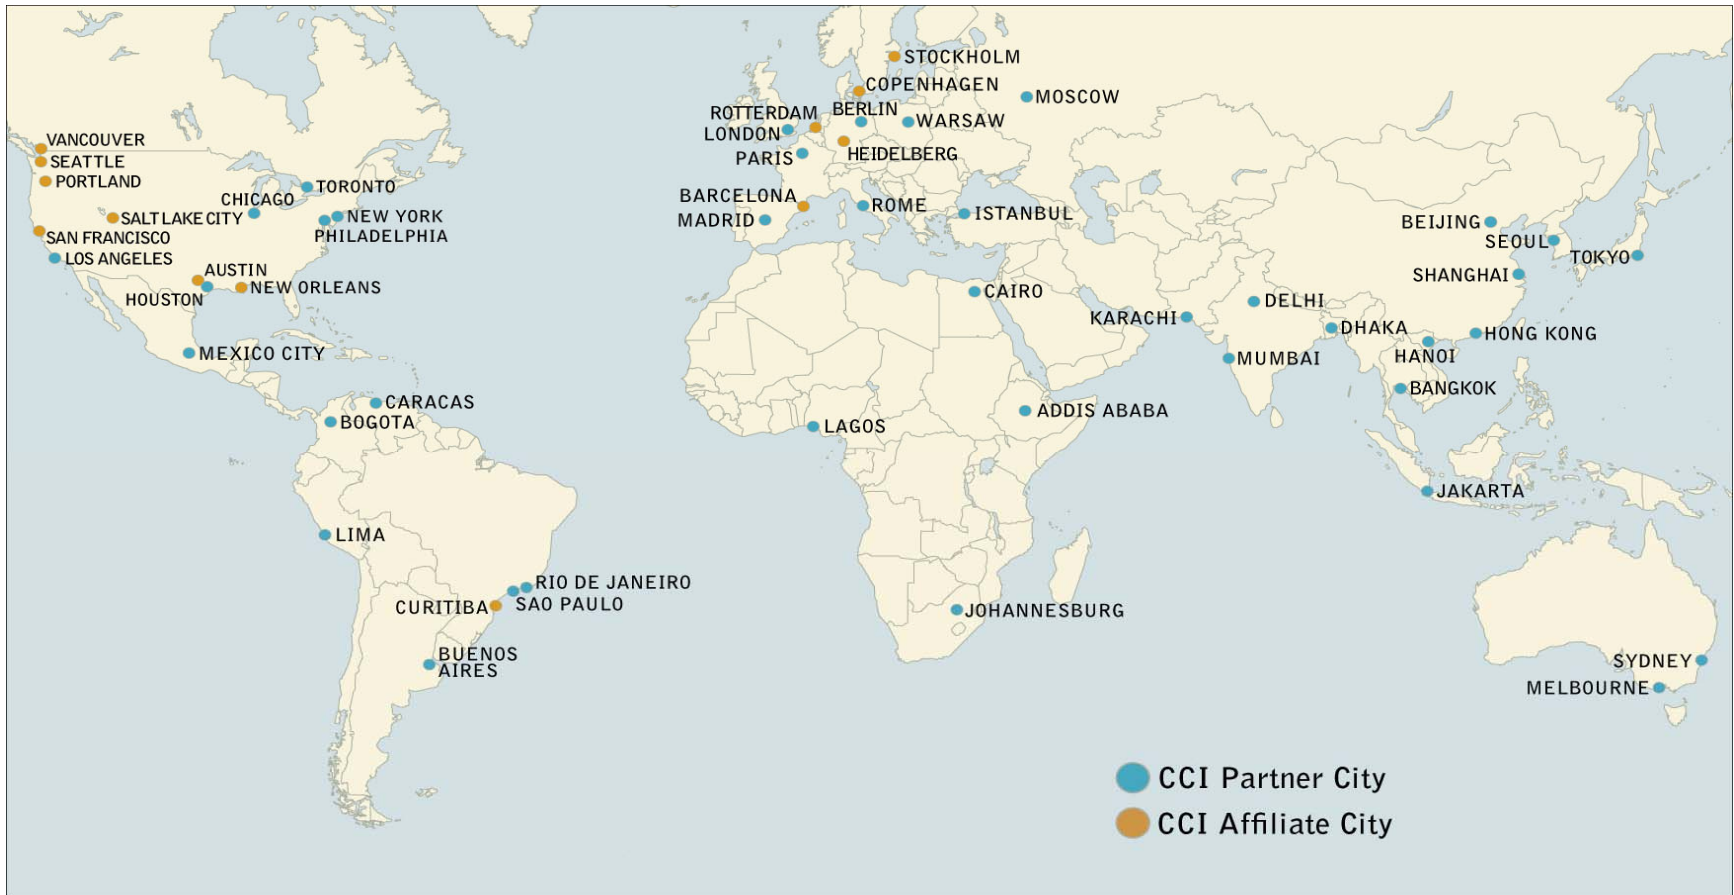 STOCKHOLM
COPENHAGEN
MOSCOW
ROTTERDAM
BERLIN
LONDON
WARSAW
PARIS
HEIDELBERG
BARCELONA
MADRID
ROME
ISTANBUL
VANCOUVER
SEATTLE
PORTLAND
TORONTO
CHICAGO
SALT LAKE CITY
NEW YORK
PHILADELPHIA
SAN FRANCISCO
LOS ANGELES
AUSTIN
HOUSTON
NEW ORLEANS
MEXICO CITY
CARACAS
BOGOTA
LIMA
RIO DE JANEIRO
SAO PAULO
CURITIBA
BUENOS
AIRES
CAIRO
LAGOS
ADDIS ABABA
JOHANNESBURG
KARACHI
DELHI
MUMBAI
DHAKA
BEIJING
SEOUL
TOKYO
SHANGHAI
HONG KONG
HANOI
BANGKOK
JAKARTA
SYDNEY
MELBOURNE
CCI Partner City
CCI Affiliate City